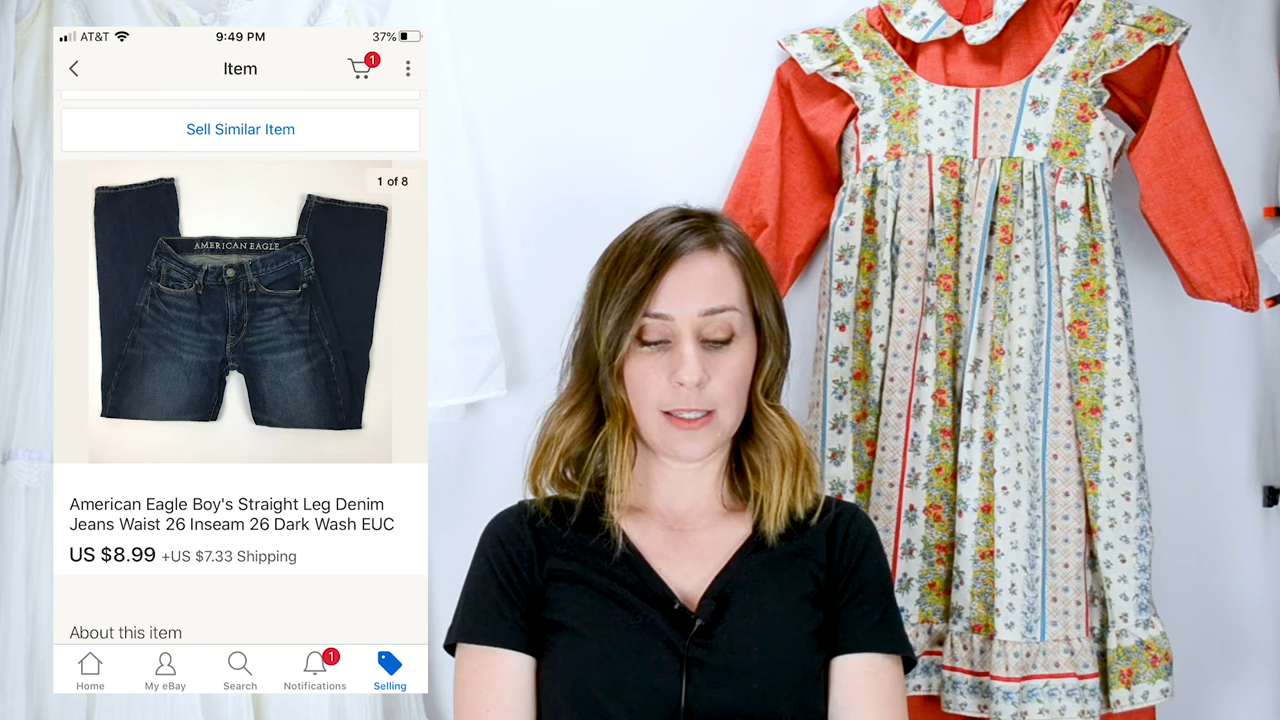 AT&T
9:49 PM
37%
Item
1
Sell Similar Item
1 of 8
AMERICAN EAGLE
American Eagle Boy's Straight Leg Denim
Jeans Waist 26 Inseam 26 Dark Wash EUC
US $8.99 +US $7.33 Shipping
About this item
1
Home
My eBay
Search
Notifications
Selling